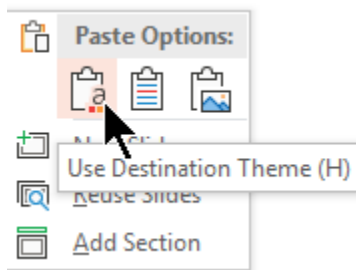 Paste Options:
Use Destination Theme (H)
Reuse Slides
Add Section